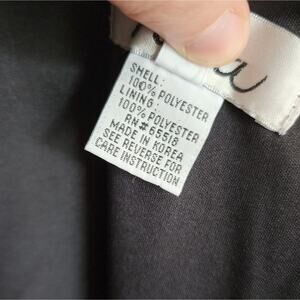 SHELL:
100% POLYESTER
LINING:
100% POLYESTER
RN#65518
MADE IN KOREA
SEE REVERSE FOR
CARE INSTRUCTION